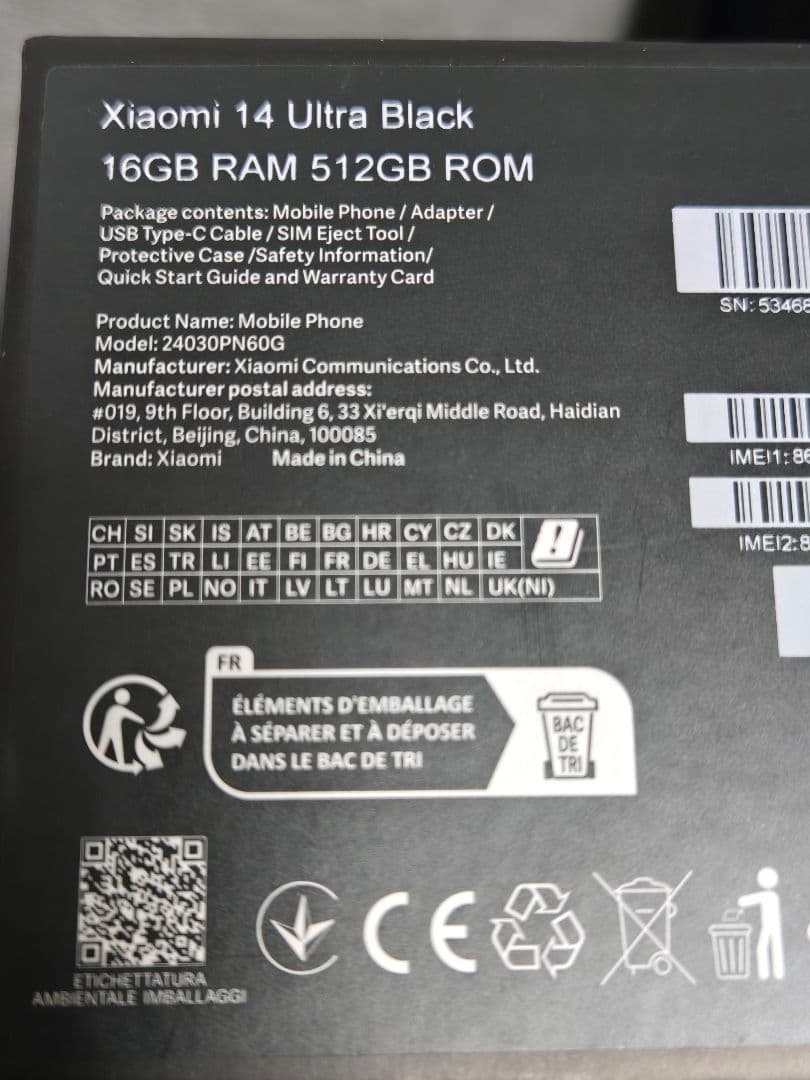 Xiaomi 14 Ultra Black
16GB RAM 512GB ROM
Package contents: Mobile Phone / Adapter /
USB Type-C Cable / SIM Eject Tool /
Protective Case /Safety Information/
Quick Start Guide and Warranty Card
SN: 53468
Product Name: Mobile Phone
Model: 24030PN60G
Manufacturer: Xiaomi Communications Co., Ltd.
Manufacturer postal address:
#019, 9th Floor, Building 6, 33 Xi'erqi Middle Road, Haidian
District, Beijing, China, 100085
Brand: Xiaomi Made in China
IMEI1: 86
IMEI2: 8
CH SI SK IS AT BE BG HR CY CZ DK
PT ES TR LI EE FI FR DE EL HU IE
RO SE PL NO IT LV LT LU MT NL UK(NI)
FR
ÉLÉMENTS D'EMBALLAGE
À SÉPARER ET À DÉPOSER
DANS LE BAC DE TRI
BAC
DE
TRI
CE
ETICHETTATURA
AMBIENTALE IMBALLAGGI